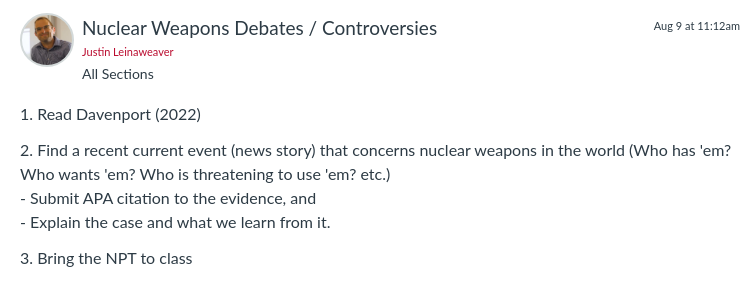 Nuclear Weapons Debates / Controversies
Aug 9 at 11:12am
Justin Leinaweaver
All Sections
1. Read Davenport (2022)
2. Find a recent current event (news story) that concerns nuclear weapons in the world (Who has 'em?
Who wants 'em? Who is threatening to use 'em? etc.)
- Submit APA citation to the evidence, and
- Explain the case and what we learn from it.
3. Bring the NPT to class